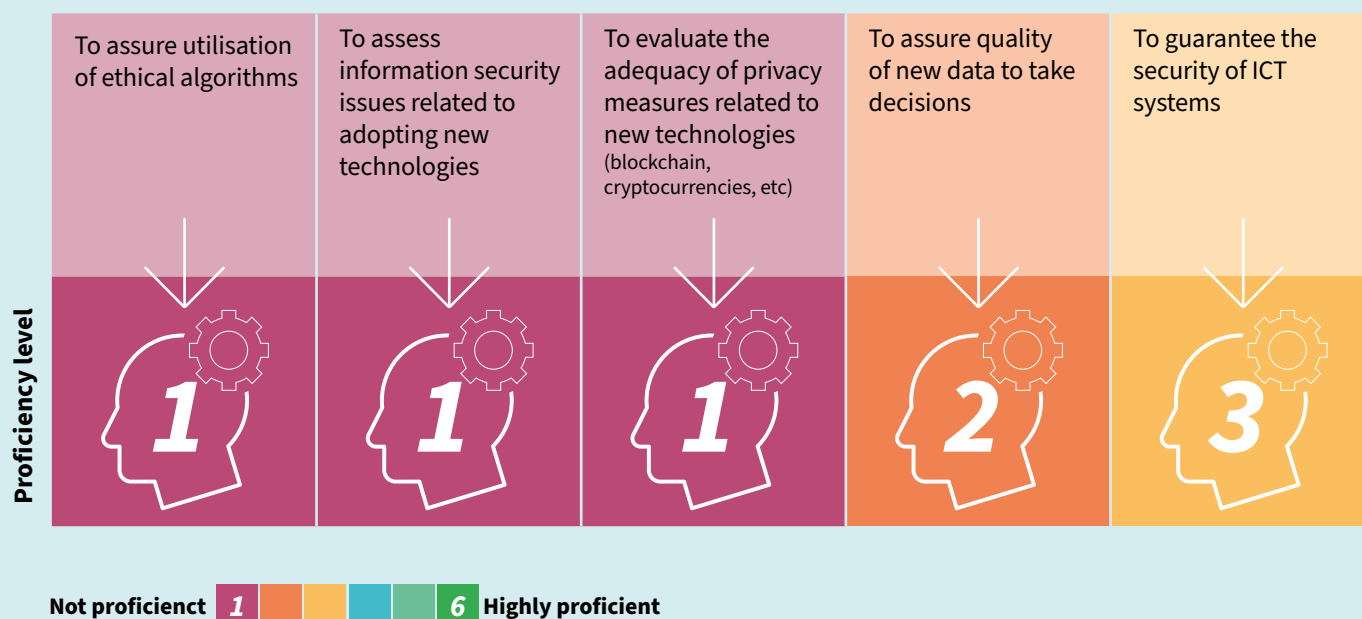 To assure utilisation
of ethical algorithms
To assess
information security
issues related to
adopting new
technologies
To evaluate the
adequacy of privacy
measures related to
new technologies
(blockchain,
cryptocurrencies, etc)
To assure quality
of new data to take
decisions
To guarantee the
security of ICT
systems
Proficiency level
1
1
1
2
3
Not proficienct 1 6 Highly proficient